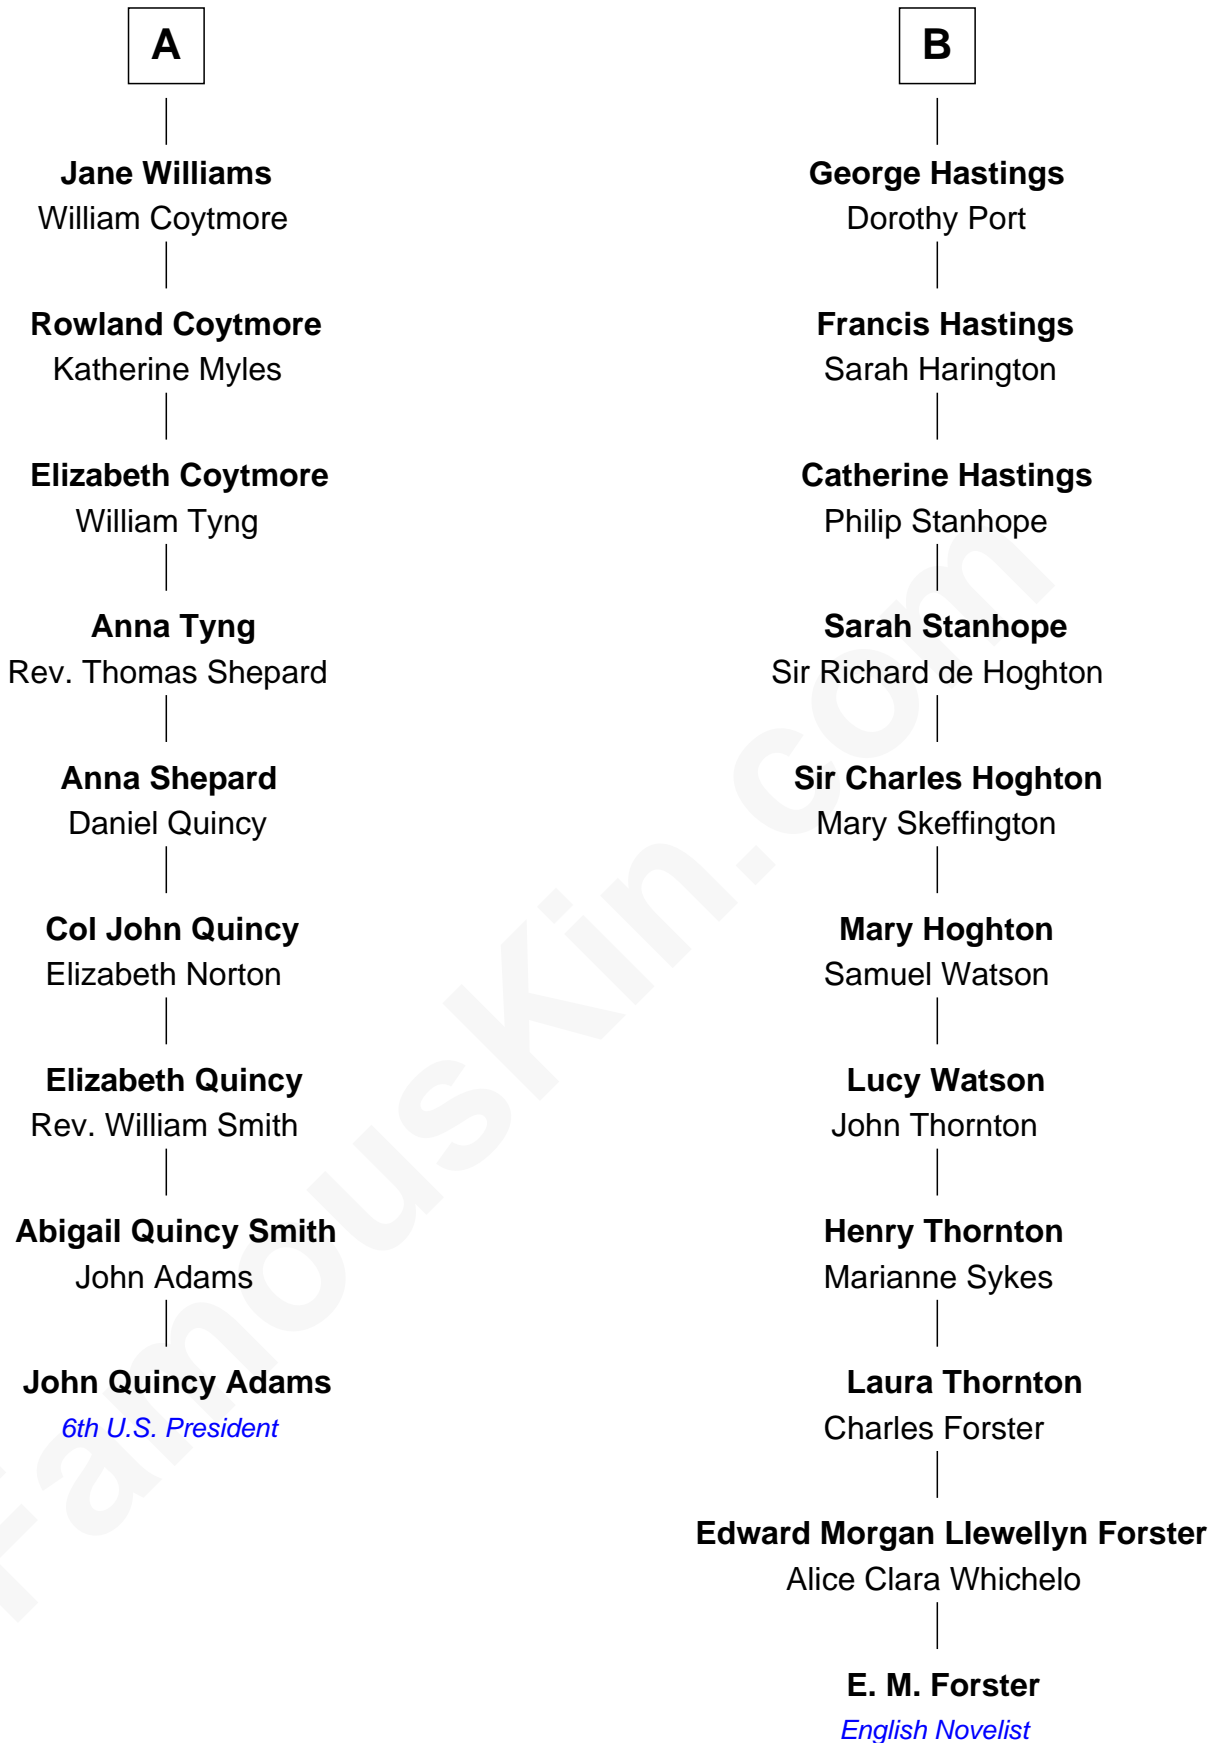 A
Jane Williams
William Coytmore
Rowland Coytmore
Katherine Myles
Elizabeth Coytmore
William Tyng
Anna Tyng
Rev. Thomas Shepard
Anna Shepard
Daniel Quincy
Col John Quincy
Elizabeth Norton
Elizabeth Quincy
Rev. William Smith
Abigail Quincy Smith
John Adams
John Quincy Adams
6th U.S. President
B
George Hastings
Dorothy Port
Francis Hastings
Sarah Harington
Catherine Hastings
Philip Stanhope
Sarah Stanhope
Sir Richard de Hoghton
Sir Charles Hoghton
Mary Skeffington
Mary Hoghton
Samuel Watson
Lucy Watson
John Thornton
Henry Thornton
Marianne Sykes
Laura Thornton
Charles Forster
Edward Morgan Llewellyn Forster
Alice Clara Whichelo
E. M. Forster
English Novelist
FamousKin.com